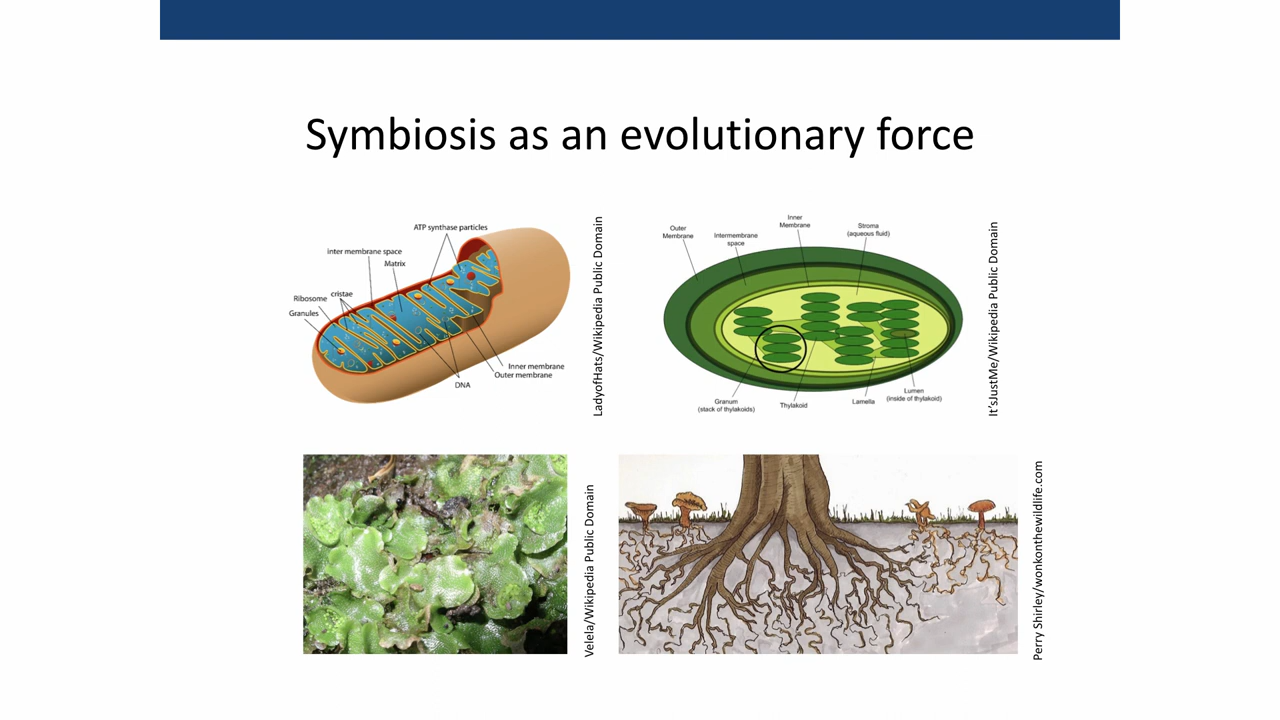 Symbiosis as an evolutionary force
ATP synthase particles
inter membrane space
Matrix
cristae
Ribosome
Granules
Inner membrane
Outer membrane
DNA
LadyofHats/Wikipedia Public Domain
Inner
Membrane
Outer
Membrane
Intermembrane
space
Stroma
(aqueous fluid)
Granum
(stack of thylakoids)
Thylakoid
Lamella
Lumen
(inside of thylakoid)
It'sJustMe/Wikipedia Public Domain
Velela/Wikipedia Public Domain
Perry Shirley/wonkonthewildlife.com